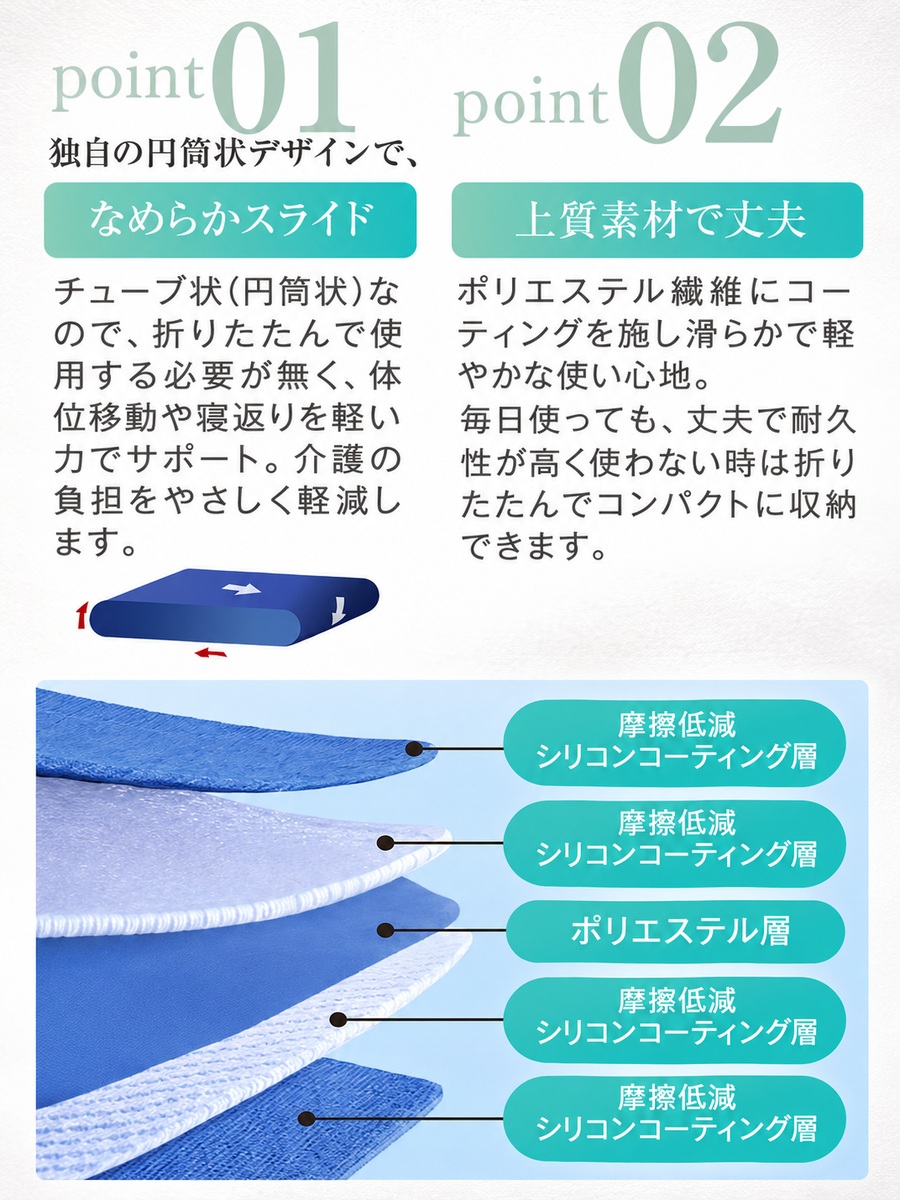 point01
独自の円筒状デザインで、
なめらかスライド
チューブ状(円筒状)な
ので、折りたたんで使
用する必要が無く、体
位移動や寝返りを軽い
力でサポート。介護の
負担をやさしく軽減し
ます。
point02
上質素材で丈夫
ポリエステル繊維にコー
ティングを施し滑らかで軽
やかな使い心地。
毎日使っても、丈夫で耐久
性が高く使わない時は折り
たたんでコンパクトに収納
できます。
摩擦低減
シリコンコーティング層
摩擦低減
シリコンコーティング層
ポリエステル層
摩擦低減
シリコンコーティング層
摩擦低減
シリコンコーティング層